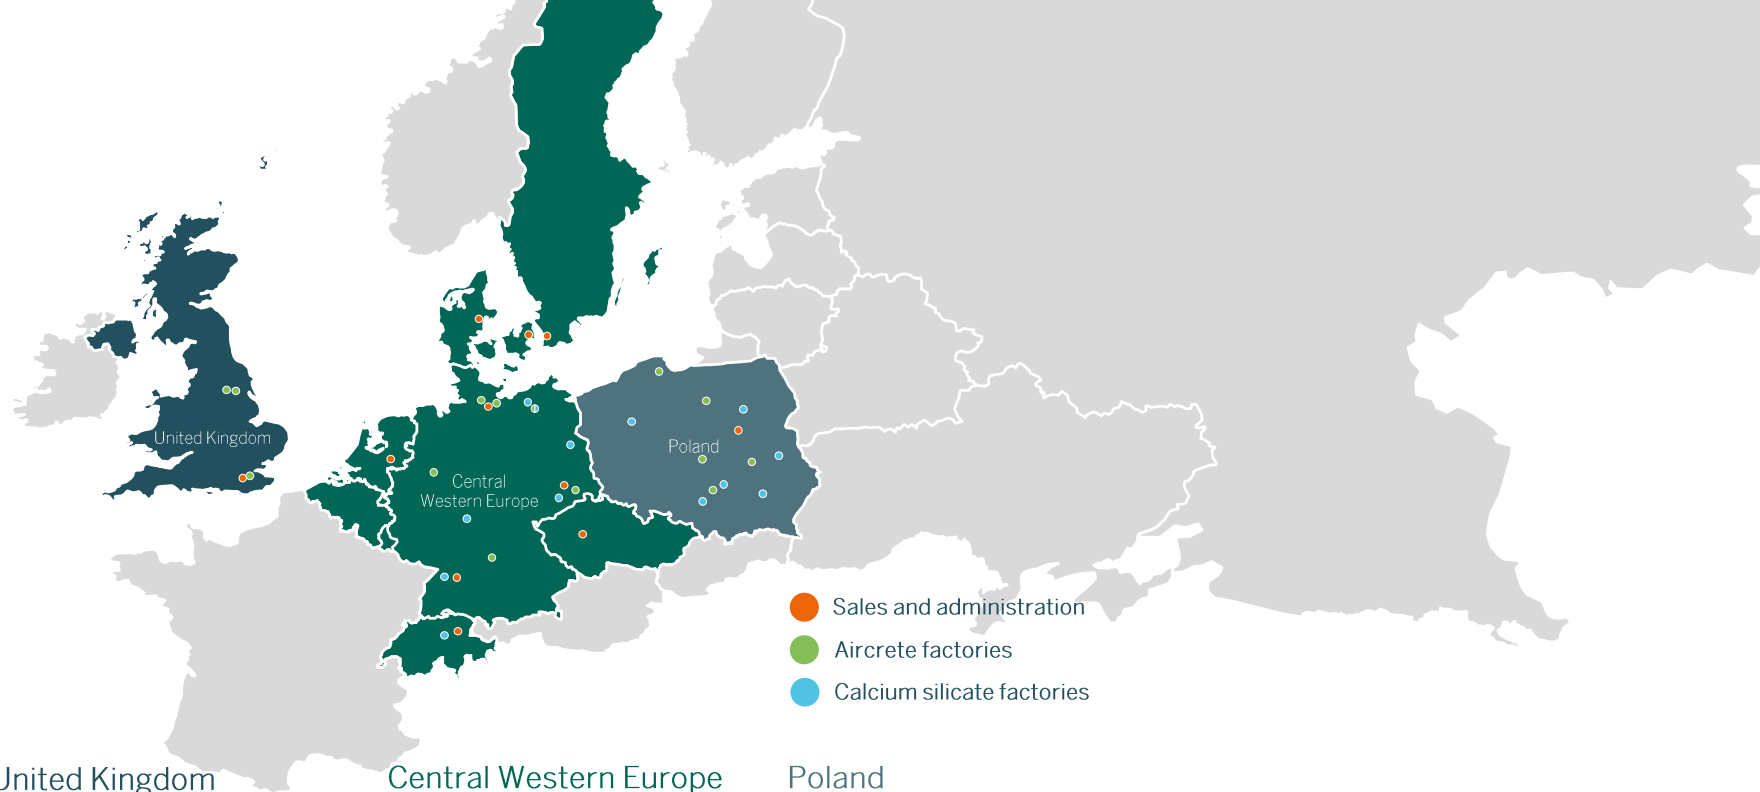 United Kingdom
Poland
Central
Western Europe
Sales and administration
Aircrete factories
Calcium silicate factories
United Kingdom
Central Western Europe
Poland